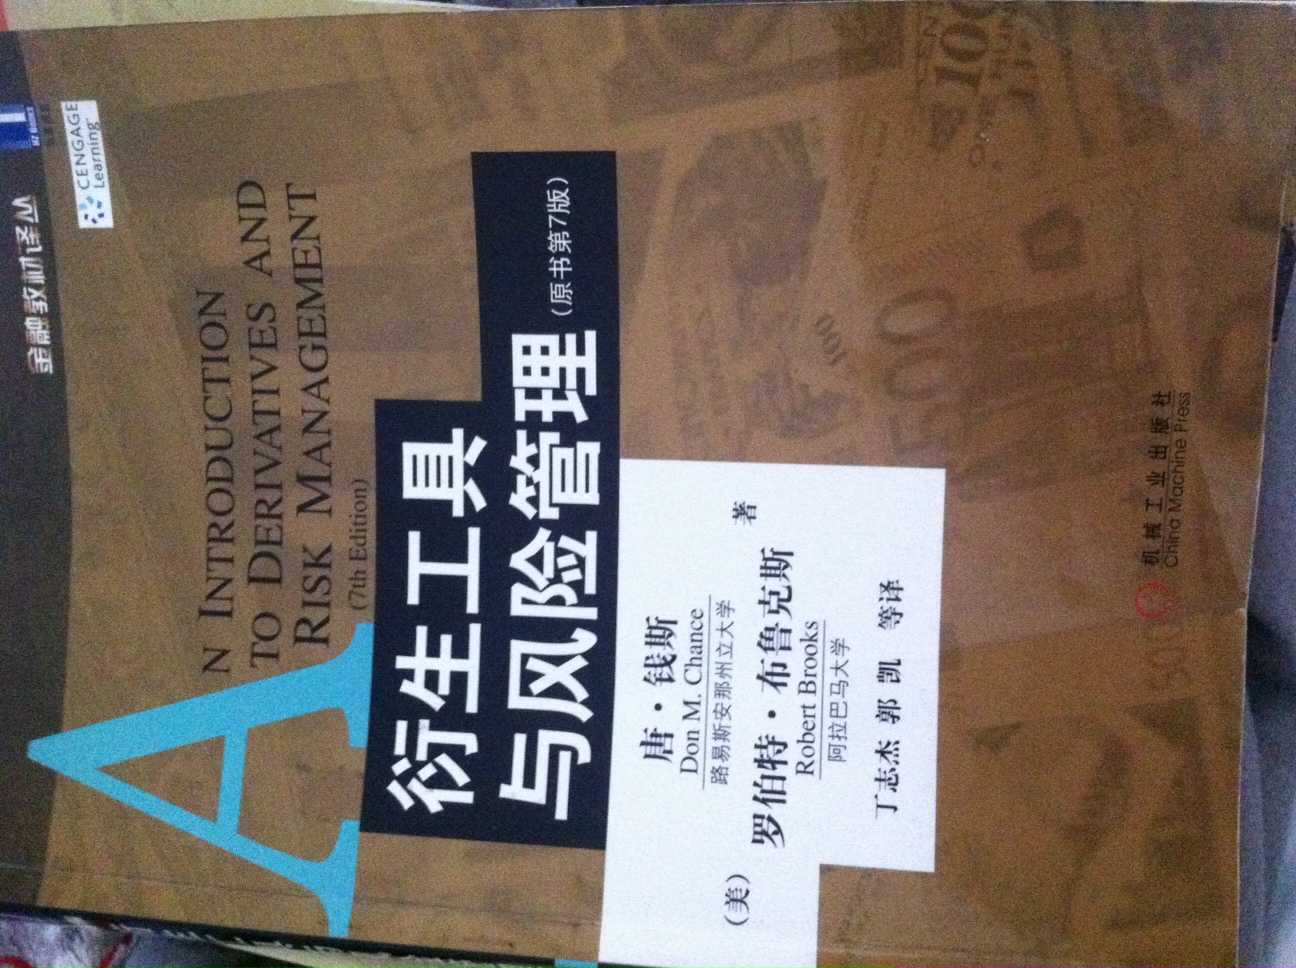 金融教材译丛
CENGAGE
Learning
AN INTRODUCTION
TO DERIVATIVES AND
RISK MANAGEMENT
(7th Edition)
衍生工具
与风险管理(原书第7版)
唐·钱斯
Don M. Chance
路易斯安那州立大学
(美) 著
罗伯特·布鲁克斯
Robert Brooks
阿拉巴马大学
丁志杰 郭凯 等译
机械工业出版社
China Machine Press
100
500